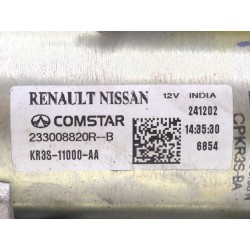 RENAULT NISSAN 12V INDIA
COMSTAR 241202
233008820R--B 14:35:30
KR3S-11000-AA 6854
CPKR3S-BA